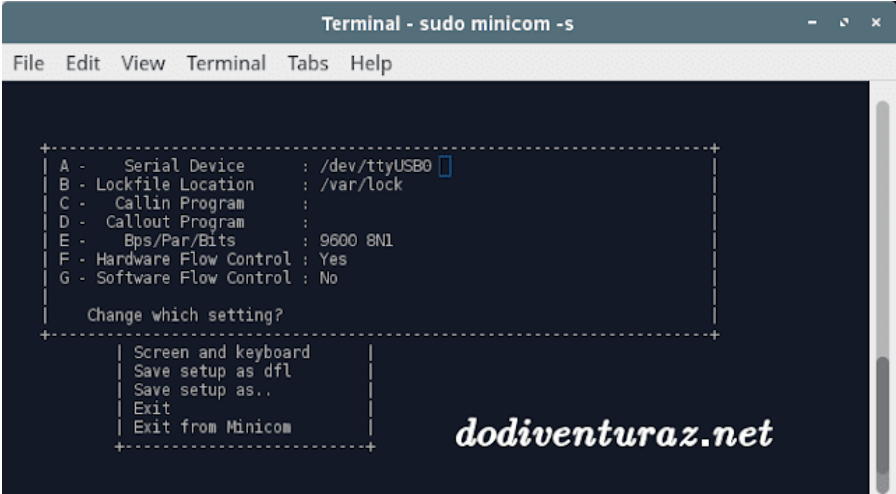 Terminal - sudo minicom -s
File Edit View Terminal Tabs Help
A - Serial Device : /dev/ttyUSB0
B - Lockfile Location : /var/lock
C - Callin Program :
D - Callout Program :
E - Bps/Par/Bits : 9600 8N1
F - Hardware Flow Control : Yes
G - Software Flow Control : No
Change which setting?
Screen and keyboard
Save setup as dfl
Save setup as..
Exit
Exit from Minicom
dodiventuraz.net